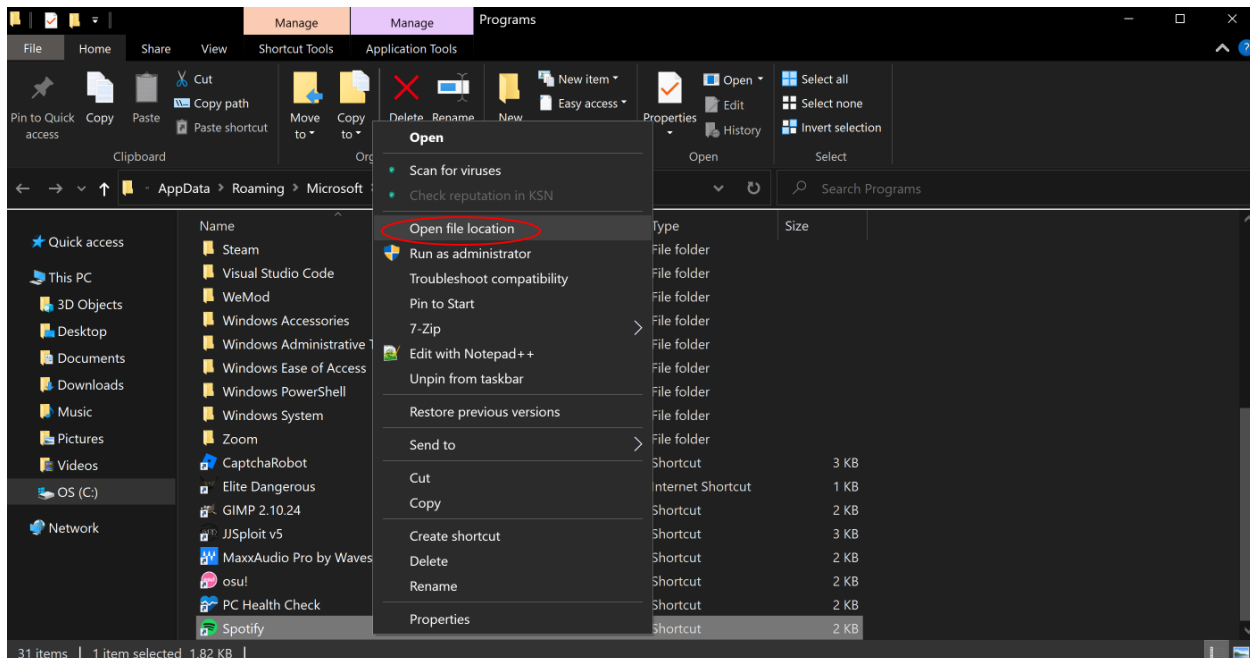 Manage
Manage
Programs
File
Home
Share
View
Shortcut Tools
Application Tools
Pin to Quick access
Copy
Paste
Cut
Copy path
Paste shortcut
Move to
Copy to
Delete
Rename
New
New item
Easy access
Properties
Open
Edit
History
Select all
Select none
Invert selection
Clipboard
Org
Open
Select
AppData > Roaming > Microsoft
Search Programs
Quick access
This PC
3D Objects
Desktop
Documents
Downloads
Music
Pictures
Videos
OS (C:)
Network
Name
Type
Size
Steam
File folder
Visual Studio Code
File folder
WeMod
File folder
Windows Accessories
File folder
Windows Administrative T
File folder
Windows Ease of Access
File folder
Windows PowerShell
File folder
Windows System
File folder
Zoom
File folder
CaptchaRobot
Shortcut
3 KB
Elite Dangerous
Internet Shortcut
1 KB
GIMP 2.10.24
Shortcut
2 KB
JJSploit v5
Shortcut
3 KB
MaxxAudio Pro by Waves
Shortcut
2 KB
osu!
Shortcut
2 KB
PC Health Check
Shortcut
2 KB
Spotify
Shortcut
2 KB
Open
Scan for viruses
Check reputation in KSN
Open file location
Run as administrator
Troubleshoot compatibility
Pin to Start
7-Zip
Edit with Notepad++
Unpin from taskbar
Restore previous versions
Send to
Cut
Copy
Create shortcut
Delete
Rename
Properties
31 items
1 item selected 1.82 KB